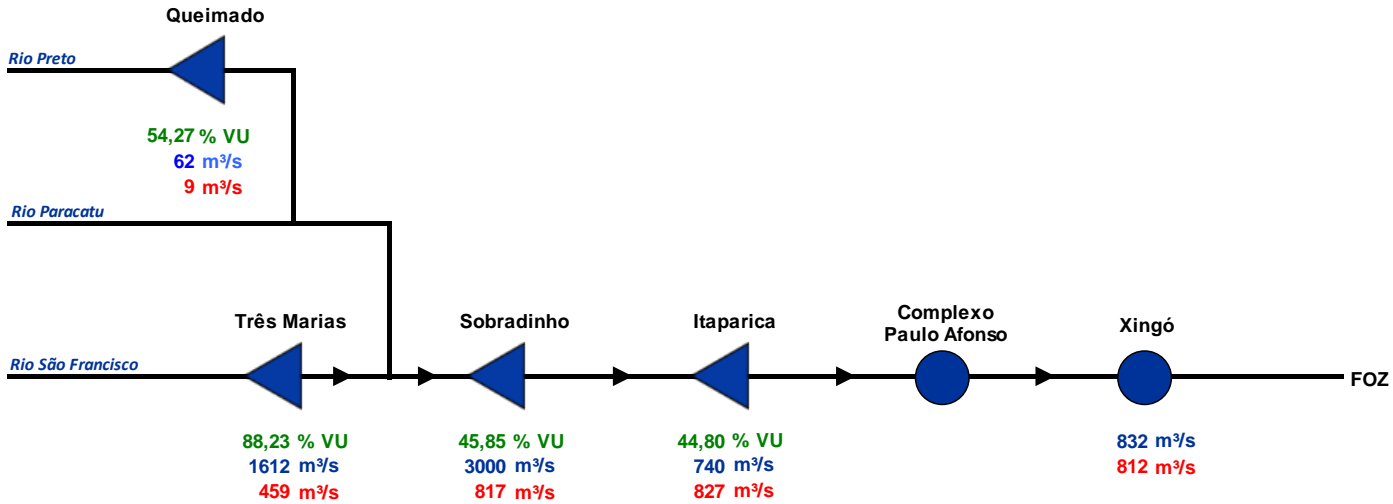 Queimado
Rio Preto
54,27 % VU
62 m³/s
9 m³/s
Rio Paracatu
Três Marias
Sobradinho
Itaparica
Complexo
Paulo Afonso
Xingó
Rio São Francisco
FOZ
88,23 % VU
1612 m³/s
459 m³/s
45,85 % VU
3000 m³/s
817 m³/s
44,80 % VU
740 m³/s
827 m³/s
832 m³/s
812 m³/s